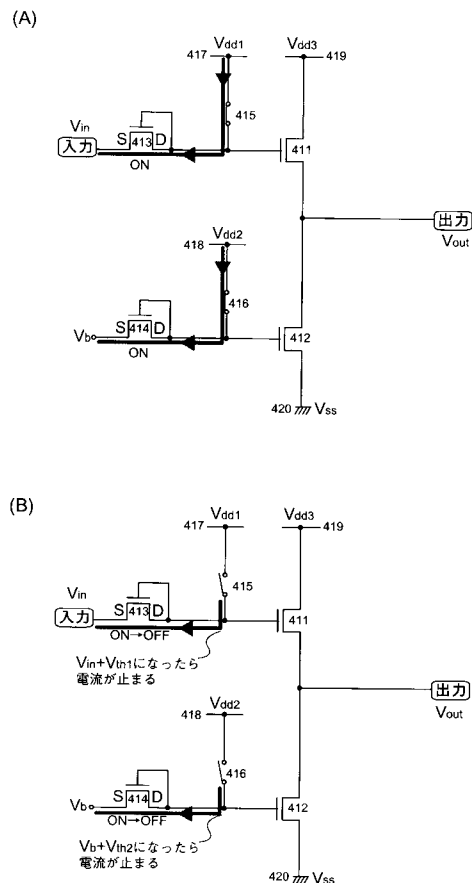 (A)
Vdd1
Vdd3
417
419
415
Vin
入力
S 413 D
ON
411
出力
Vout
Vdd2
418
416
Vb
S 414 D
ON
412
420 Vss
(B)
Vdd1
Vdd3
417
419
415
Vin
入力
S 413 D
ON→OFF
411
Vin+Vth1になったら
電流が止まる
出力
Vout
Vdd2
418
416
Vb
S 414 D
ON→OFF
412
Vb+Vth2になったら
電流が止まる
420 Vss